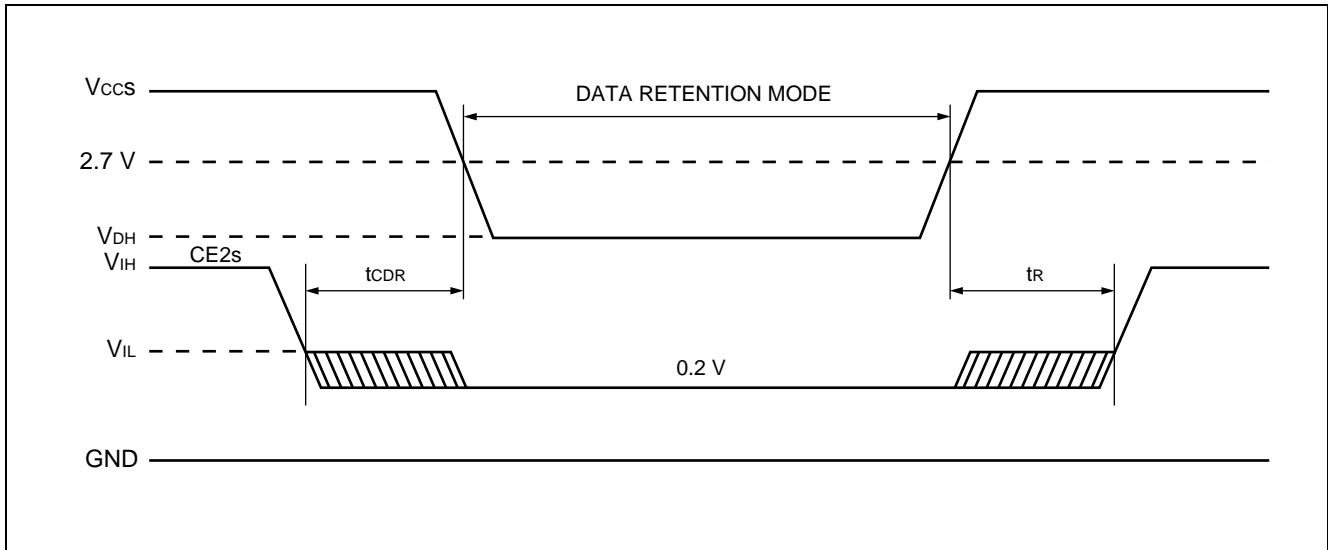 VCCS
DATA RETENTION MODE
2.7 V
VDH
VIH
CE2s
tCDR
tR
VIL
0.2 V
GND